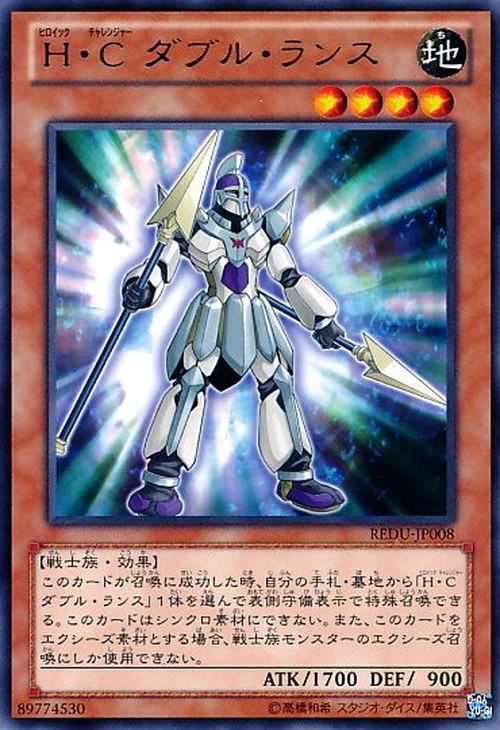 ヒロイック チャレンジャー
H・C ダブル・ランス
ち
地
REDU-JP008
【戦士族・効果】
このカードが召喚に成功した時、自分の手札・墓地から「H・C
ダブル・ランス」1体を選んで表側守備表示で特殊召喚でき
る。このカードはシンクロ素材にできない。また、このカードを
エクシーズ素材とする場合、戦士族モンスターのエクシーズ召
喚にしか使用できない。
ATK/1700 DEF/ 900
89774530
©高橋和希 スタジオ・ダイス/集英社